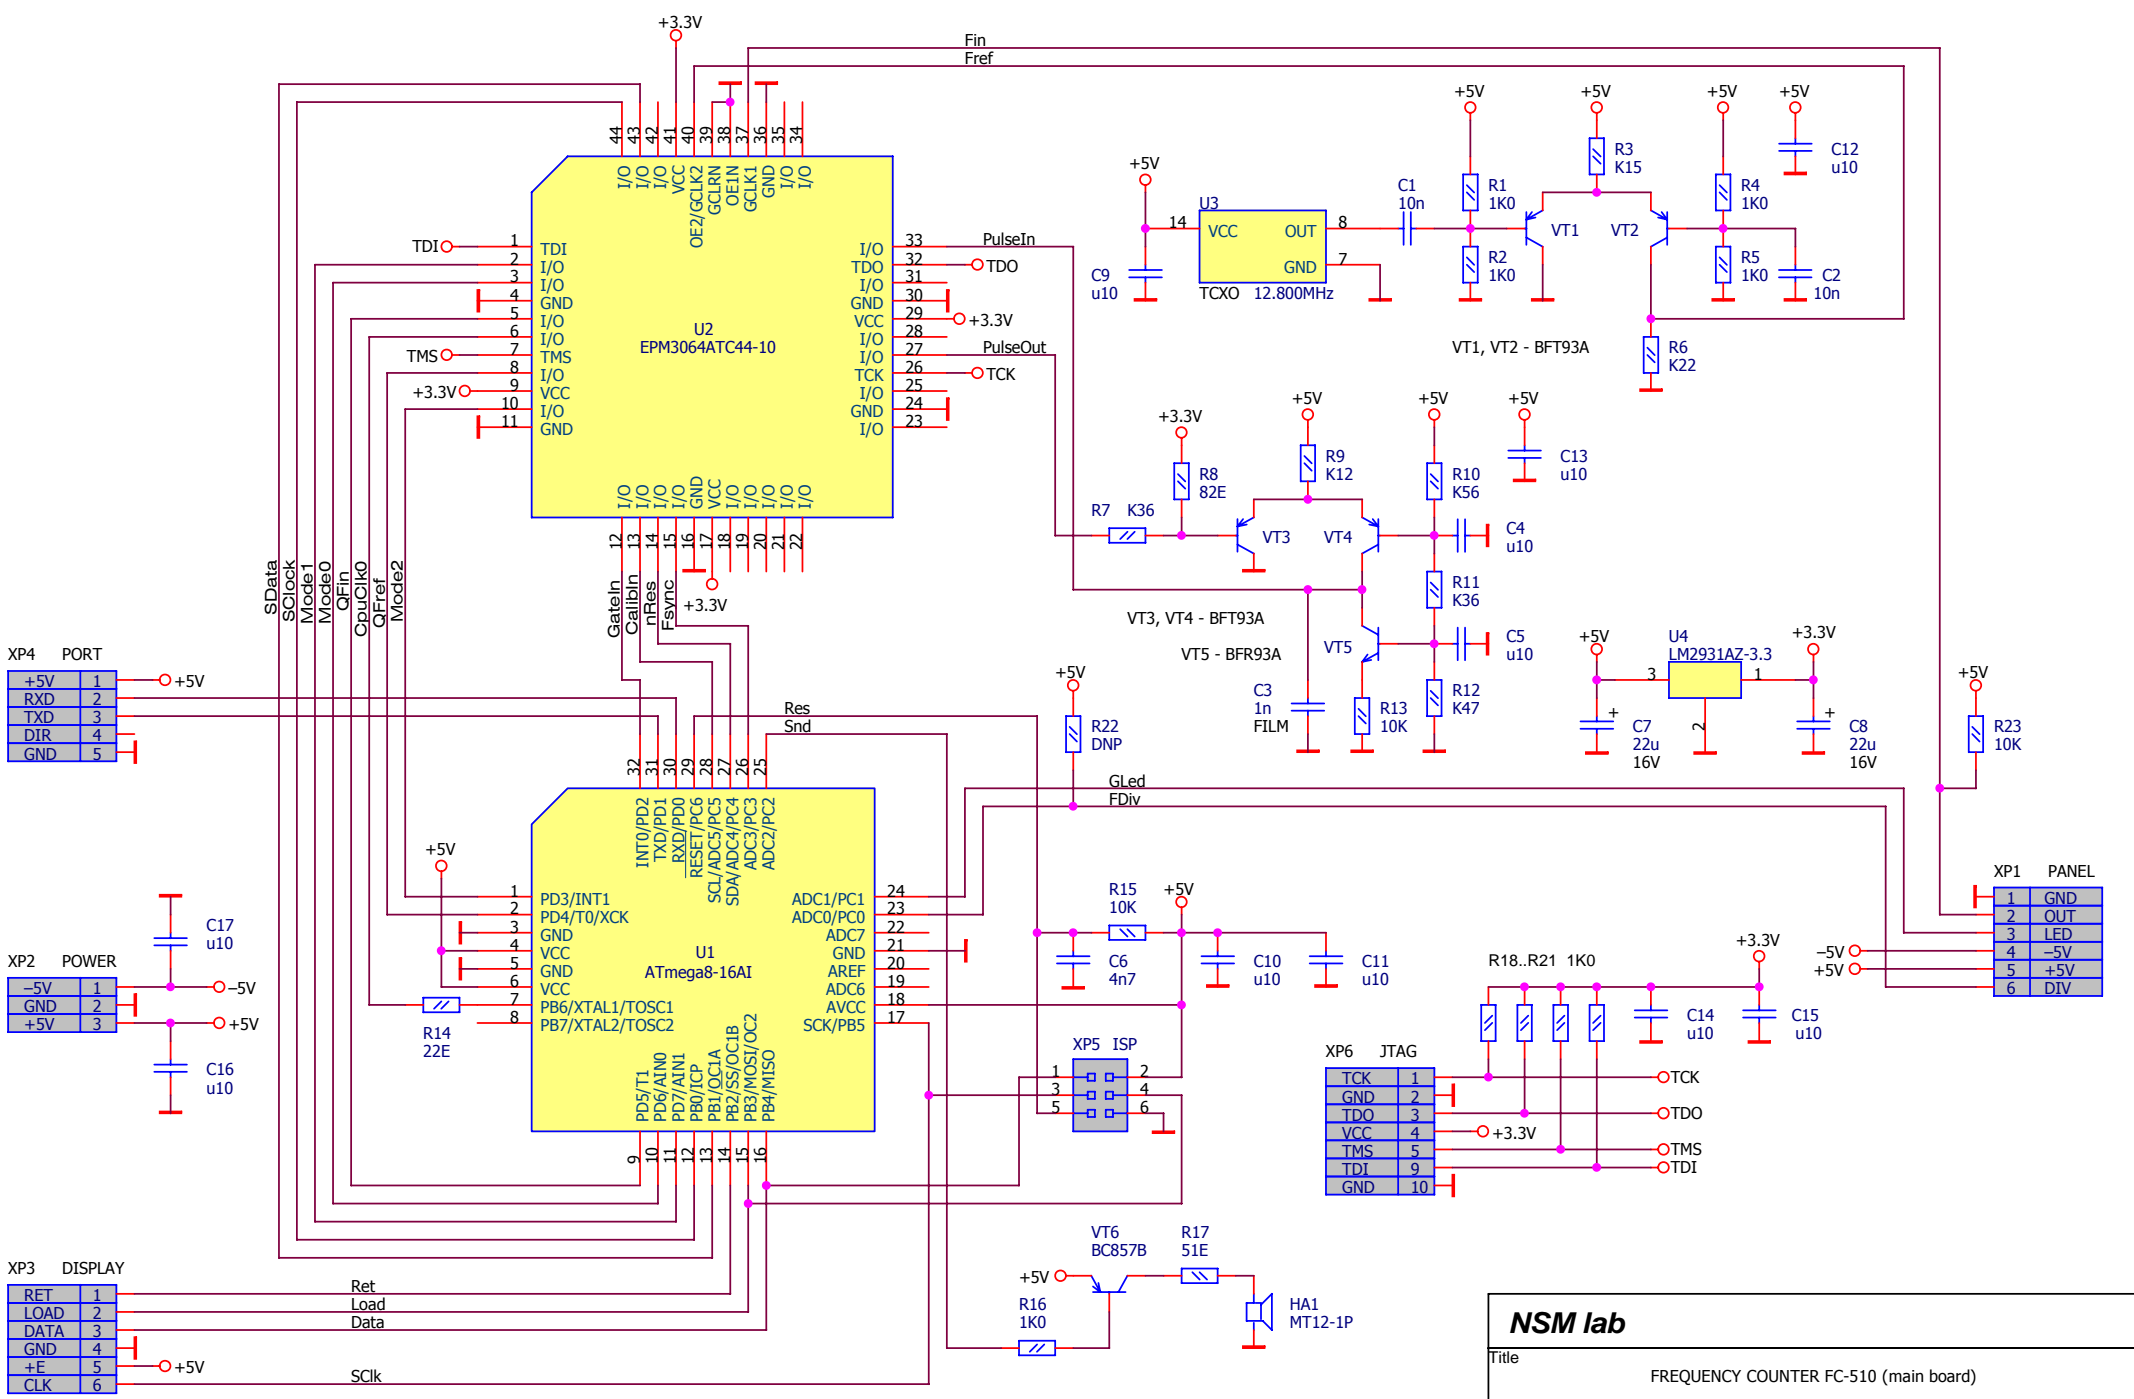 +3.3V
Fin
Fref
44 43 42 41 40 39 38 37 36 35 34
I/O I/O I/O VCC OE2/GCLK2 GCLRN OE1N GCLK1 GND I/O I/O
TDI 1 TDI
2 I/O
3 I/O
4 GND
5 I/O
6 I/O
TMS 7 TMS
8 I/O
+3.3V 9 VCC
10 I/O
11 GND
U2
EPM3064ATC44-10
I/O 33 PulseIn
TDO 32 TDO
I/O 31
GND 30
VCC 29 +3.3V
I/O 28
I/O 27 PulseOut
TCK 26 TCK
I/O 25
GND 24
I/O 23
I/O I/O I/O I/O GND VCC I/O I/O I/O I/O I/O
12 13 14 15 16 17 18 19 20 21 22
+3.3V
SData
SClock
Mode1
Mode0
QFin
CpuClk0
QFref
Mode2
GateIn
CalibIn
nRes
Fsync
+5V
C9
u10
U3
14 VCC OUT 8
GND 7
TCXO 12.800MHz
C1
10n
+5V
R1
1K0
R2
1K0
VT1
+5V
R3
K15
VT2
+5V
R4
1K0
R5
1K0
+5V
C12
u10
C2
10n
R6
K22
VT1, VT2 - BFT93A
+3.3V
R8
82E
R7 K36
VT3
+5V
R9
K12
VT4
+5V
R10
K56
+5V
C13
u10
C4
u10
R11
K36
VT3, VT4 - BFT93A
VT5 - BFR93A
VT5
C5
u10
C3
1n
FILM
R13
10K
R12
K47
+5V
U4
LM2931AZ-3.3
+3.3V
3 1
2
+
C7
22u
16V
+
C8
22u
16V
+5V
R23
10K
+5V
R22
DNP
XP4 PORT
+5V 1 +5V
RXD 2
TXD 3
DIR 4
GND 5
Res
Snd
GLed
FDiv
32 31 30 29 28 27 26 25
INT0/PD2 TXD/PD1 RXD/PD0 RESET/PC6 SCL/ADC5/PC5 SDA/ADC4/PC4 ADC3/PC3 ADC2/PC2
+5V
1 PD3/INT1
2 PD4/T0/XCK
3 GND
4 VCC
5 GND
6 VCC
7 PB6/XTAL1/TOSC1
8 PB7/XTAL2/TOSC2
R14
22E
U1
ATmega8-16AI
ADC1/PC1 24
ADC0/PC0 23
ADC7 22
GND 21
AREF 20
ADC6 19
AVCC 18
SCK/PB5 17
PD5/T1 PD6/AIN0 PD7/AIN1 PB0/ICP PB1/OC1A PB2/SS/OC1B PB3/MOSI/OC2 PB4/MISO
9 10 11 12 13 14 15 16
C17
u10
XP2 POWER
–5V 1 –5V
GND 2
+5V 3 +5V
C16
u10
R15
10K
+5V
C6
4n7
C10
u10
C11
u10
XP5 ISP
1 2
3 4
5 6
XP1 PANEL
1 GND
2 OUT
3 LED
–5V 4 –5V
+5V 5 +5V
6 DIV
R18..R21 1K0
+3.3V
C14
u10
C15
u10
XP6 JTAG
TCK 1 TCK
GND 2
TDO 3 TDO
VCC 4 +3.3V
TMS 5 TMS
TDI 9 TDI
GND 10
XP3 DISPLAY
RET 1 Ret
LOAD 2 Load
DATA 3 Data
GND 4
+E 5 +5V
CLK 6 SClk
+5V
VT6
BC857B
R17
51E
R16
1K0
HA1
MT12-1P
NSM lab
Title
FREQUENCY COUNTER FC-510 (main board)